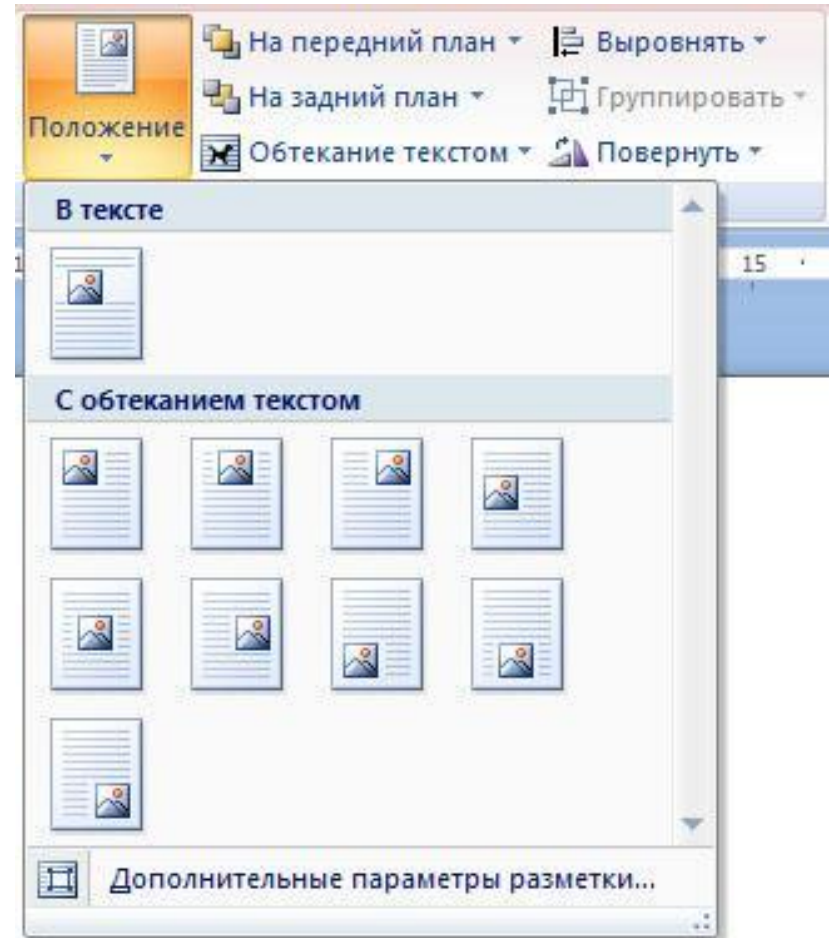 На передний план
Выровнять
На задний план
Группировать
Положение
Обтекание текстом
Повернуть
В тексте
15
С обтеканием текстом
Дополнительные параметры разметки...